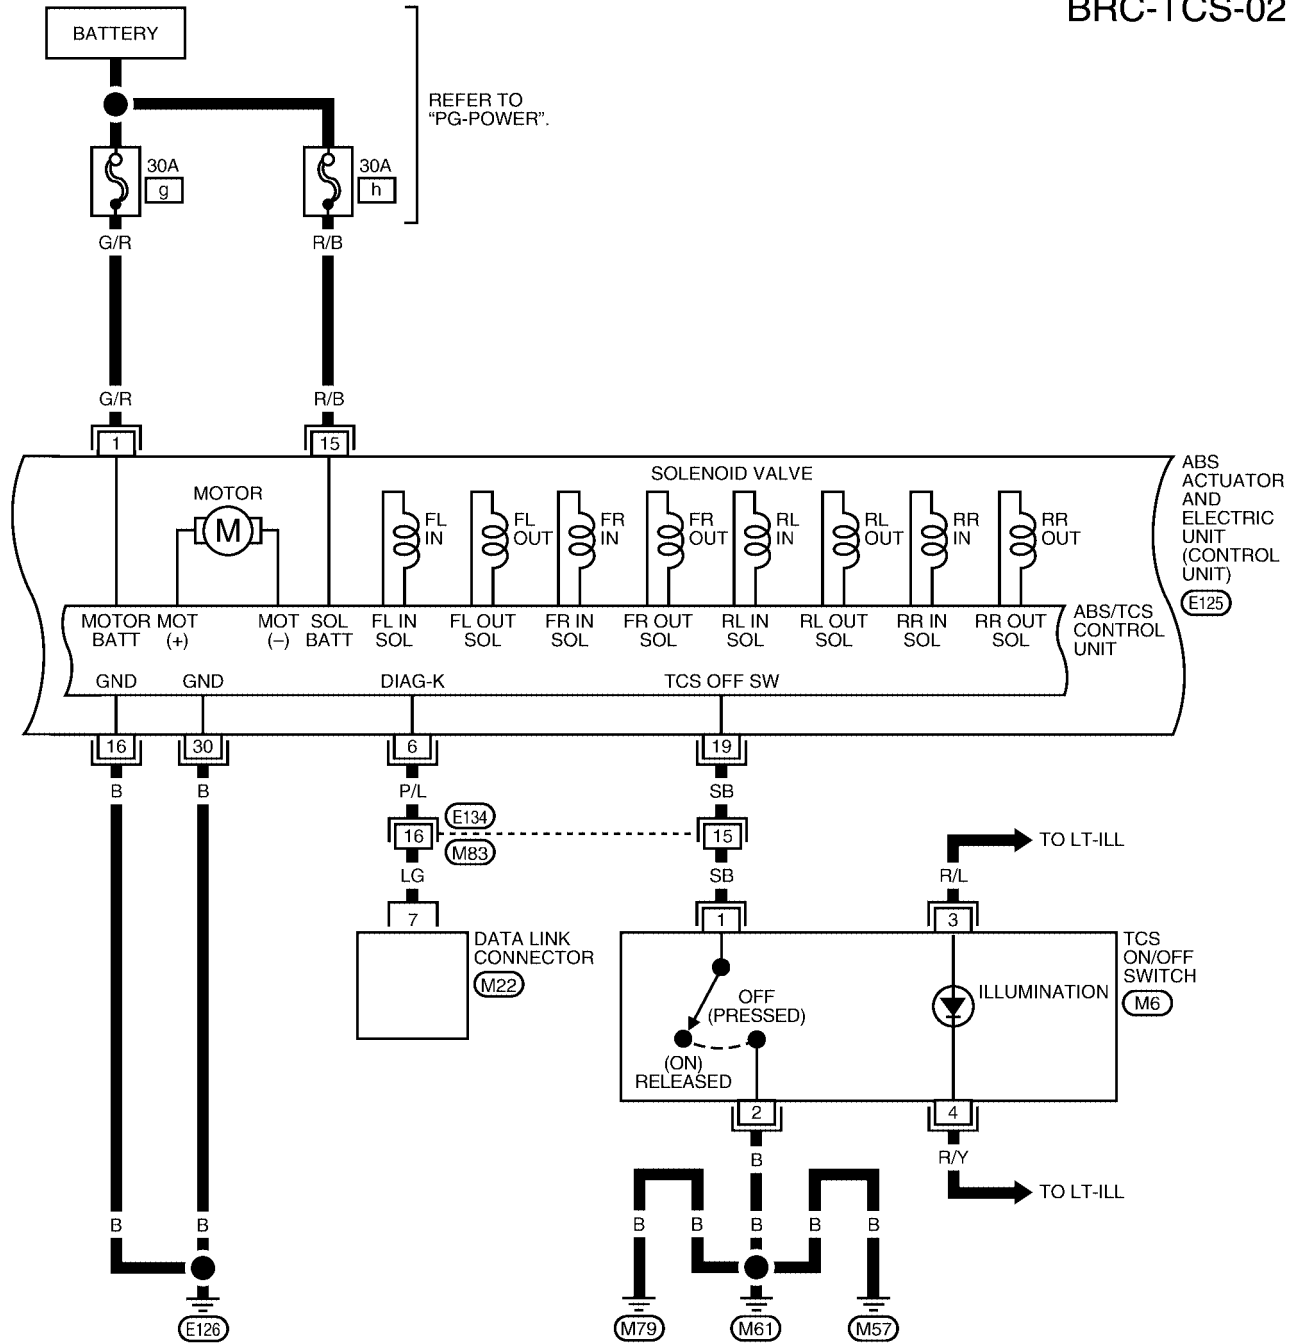 BRC-TCS-02
BATTERY
REFER TO
“PG-POWER”.
30A
g
30A
h
G/R
R/B
G/R
R/B
1
15
SOLENOID VALVE
ABS
ACTUATOR
AND
ELECTRIC
UNIT
(CONTROL
UNIT)
E125
MOTOR
M
FL
IN
FL
OUT
FR
IN
FR
OUT
RL
IN
RL
OUT
RR
IN
RR
OUT
MOTOR
BATT
MOT
(+)
MOT
(–)
SOL
BATT
FL IN
SOL
FL OUT
SOL
FR IN
SOL
FR OUT
SOL
RL IN
SOL
RL OUT
SOL
RR IN
SOL
RR OUT
SOL
ABS/TCS
CONTROL
UNIT
GND
GND
DIAG-K
TCS OFF SW
16
30
6
19
B
B
P/L
SB
16
E134
M83
15
TO LT-ILL
LG
SB
R/L
7
1
3
DATA LINK
CONNECTOR
M22
TCS
ON/OFF
SWITCH
M6
OFF
(PRESSED)
ILLUMINATION
(ON)
RELEASED
2
4
B
R/Y
TO LT-ILL
B
B
B
B
B
B
B
E126
M79
M61
M57